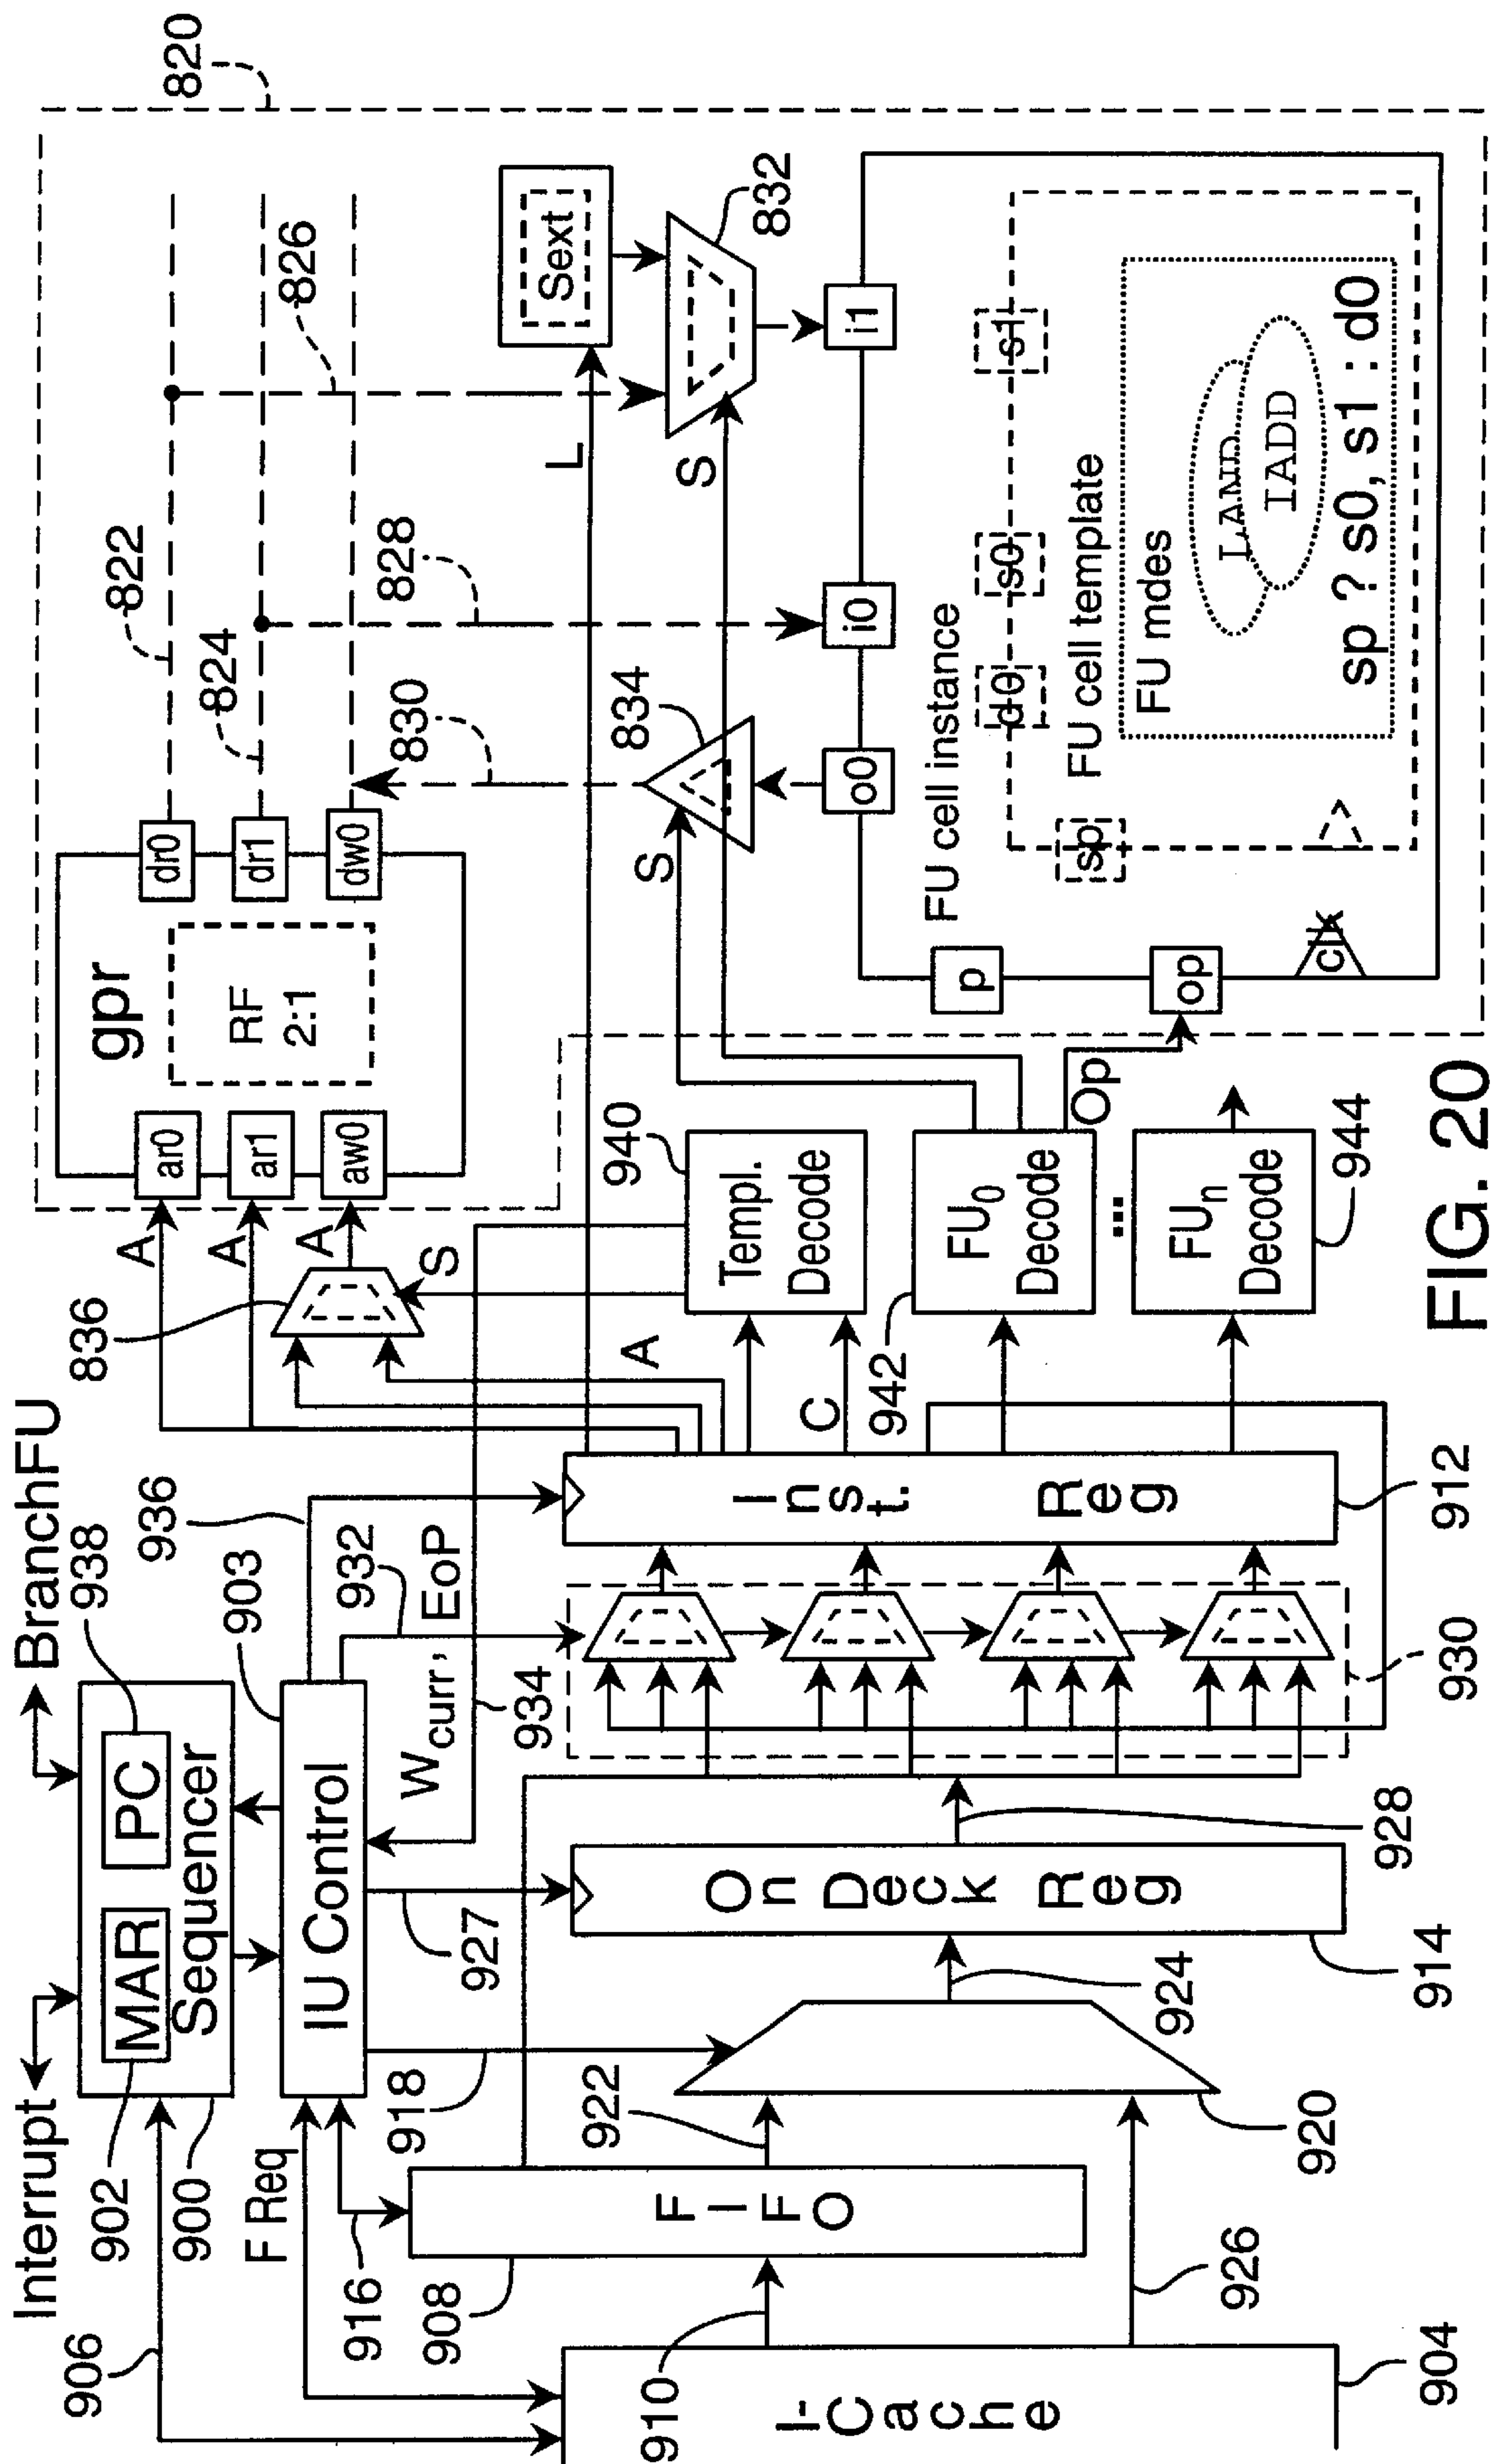 Interrupt
BranchFU
906
902
900
MAR
PC
Sequencer
938
903
936
F Req
IU Control
916
918
927
932
934
W curr, EoP
908
910
922
924
928
930
926
920
914
912
904
I-Cache
FIFO
On Deck Reg
Inst. Reg
836
A
A
A
S
A
C
940
Templ. Decode
942
FU0 Decode
...
FUn Decode
944
Op
gpr
RF
2:1
ar0
ar1
aw0
dr0
dr1
dw0
820
822
824
826
828
830
832
834
L
S
S
Sext
o0
i0
i1
p
op
clk
FU cell instance
sp
d0
s0
s1
FU cell template
FU mdes
LAND
IADD
sp ? s0, s1 : d0
FIG. 20